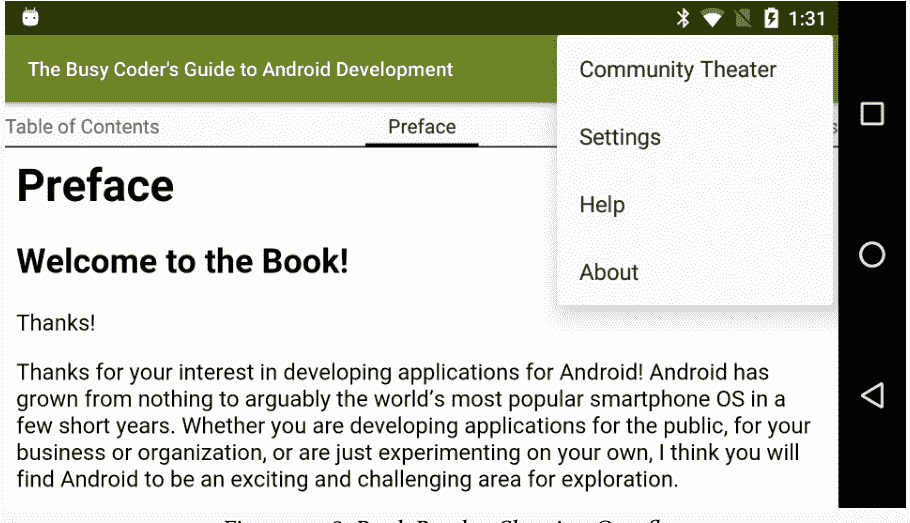 1:31
The Busy Coder's Guide to Android Development
Community Theater
Table of Contents
Preface
Settings
Preface
Help
Welcome to the Book!
About
Thanks!
Thanks for your interest in developing applications for Android! Android has
grown from nothing to arguably the world’s most popular smartphone OS in a
few short years. Whether you are developing applications for the public, for your
business or organization, or are just experimenting on your own, I think you will
find Android to be an exciting and challenging area for exploration.